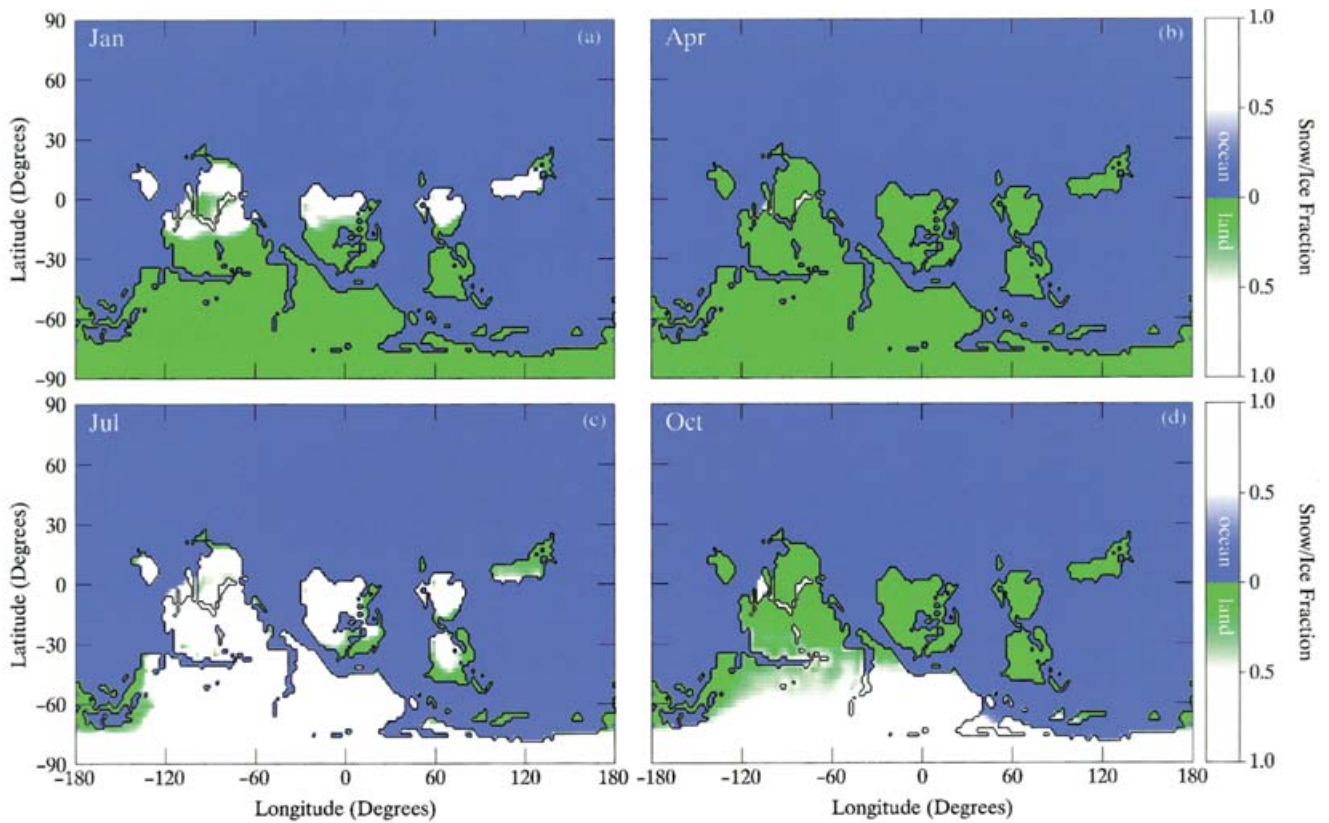 Jan
(a)
90
60
30
0
−30
−60
−90
Latitude (Degrees)
Apr
(b)
1.0
0.5
0
0.5
1.0
ocean
land
Snow/Ice Fraction
Jul
(c)
90
60
30
0
−30
−60
−90
Latitude (Degrees)
−180
−120
−60
0
60
120
180
Longitude (Degrees)
Oct
(d)
−180
−120
−60
0
60
120
180
Longitude (Degrees)
1.0
0.5
0
0.5
1.0
ocean
land
Snow/Ice Fraction